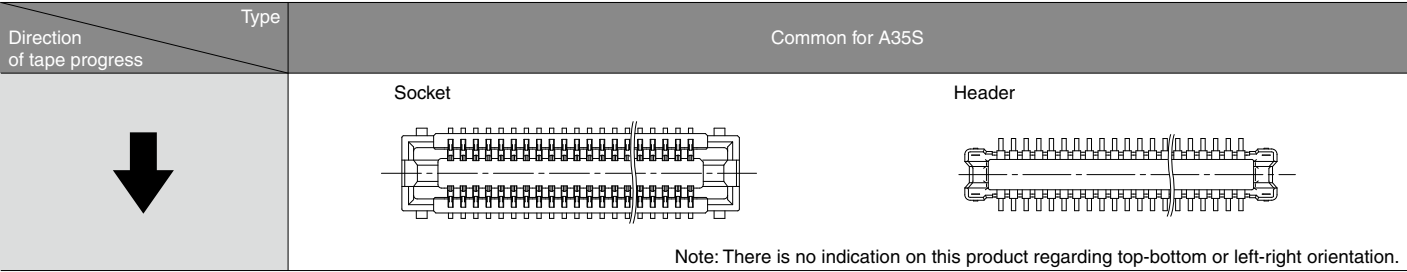 Type
Direction
of tape progress
Common for A35S
Socket
Header
Note: There is no indication on this product regarding top-bottom or left-right orientation.